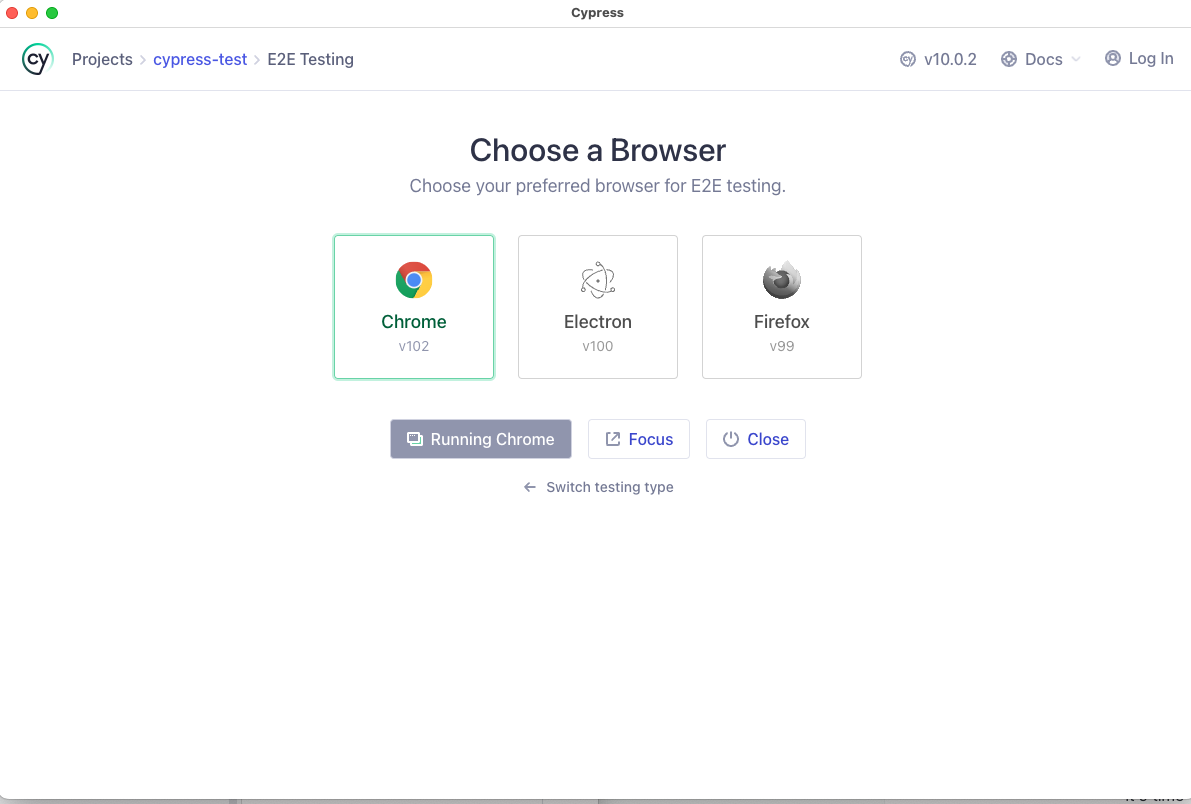 Cypress
cy Projects cypress-test E2E Testing cy v10.0.2 Docs Log In
Choose a Browser
Choose your preferred browser for E2E testing.
Chrome Electron Firefox
v102 v100 v99
Running Chrome Focus Close
Switch testing type